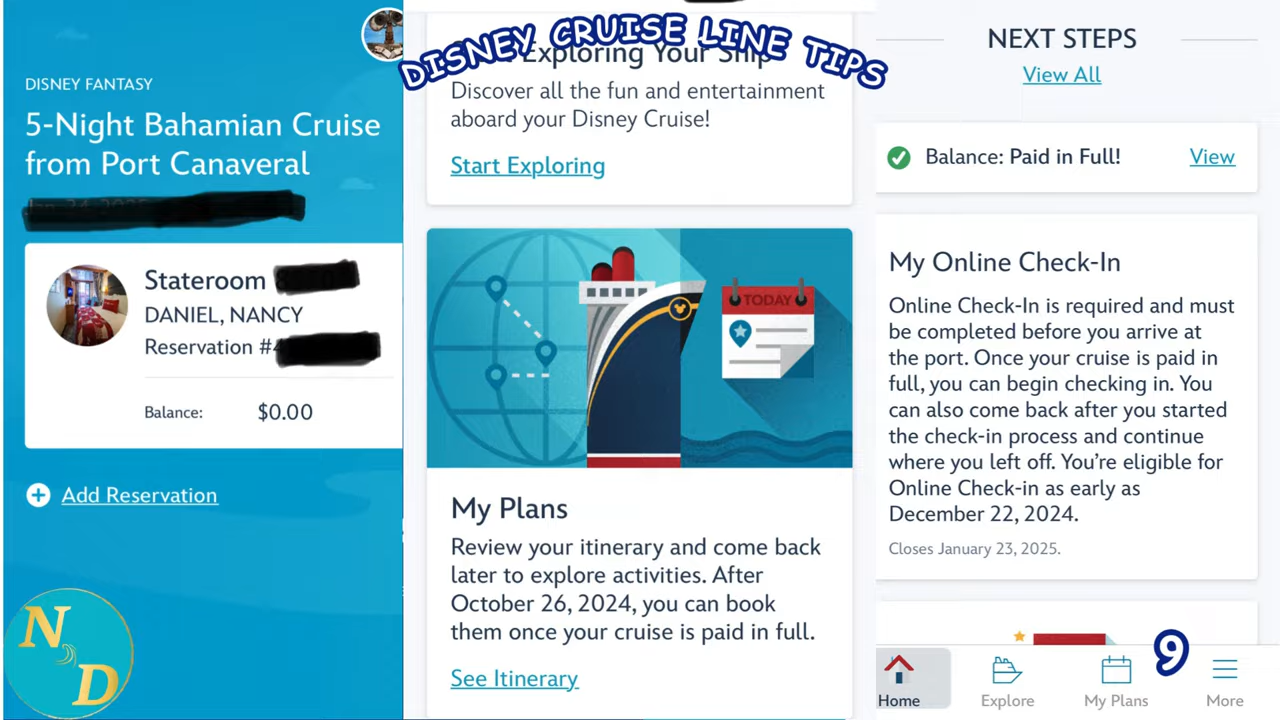 DISNEY CRUISE LINE TIPS
DISNEY FANTASY
5-Night Bahamian Cruise
from Port Canaveral
Stateroom
DANIEL, NANCY
Reservation #
Balance: $0.00
Add Reservation
N
D
Exploring Your Ship
Discover all the fun and entertainment
aboard your Disney Cruise!
Start Exploring
TODAY
My Plans
Review your itinerary and come back
later to explore activities. After
October 26, 2024, you can book
them once your cruise is paid in full.
See Itinerary
NEXT STEPS
View All
Balance: Paid in Full!
View
My Online Check-In
Online Check-In is required and must
be completed before you arrive at
the port. Once your cruise is paid in
full, you can begin checking in. You
can also come back after you started
the check-in process and continue
where you left off. You’re eligible for
Online Check-in as early as
December 22, 2024.
Closes January 23, 2025.
9
Home
Explore
My Plans
More